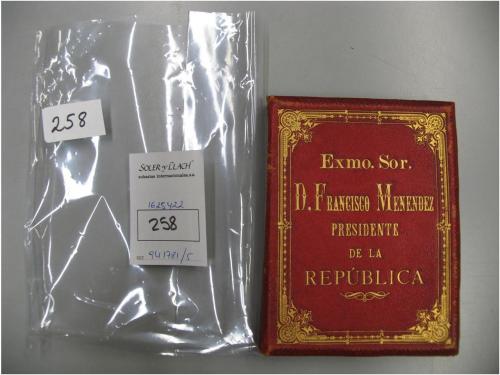 258
SOLER Y LLACH
subastas internacionales, s.a.
1625422
258
941781/5
Exmo. Sor.
D. FRANCISCO MENENDEZ
PRESIDENTE
DE LA
REPÚBLICA